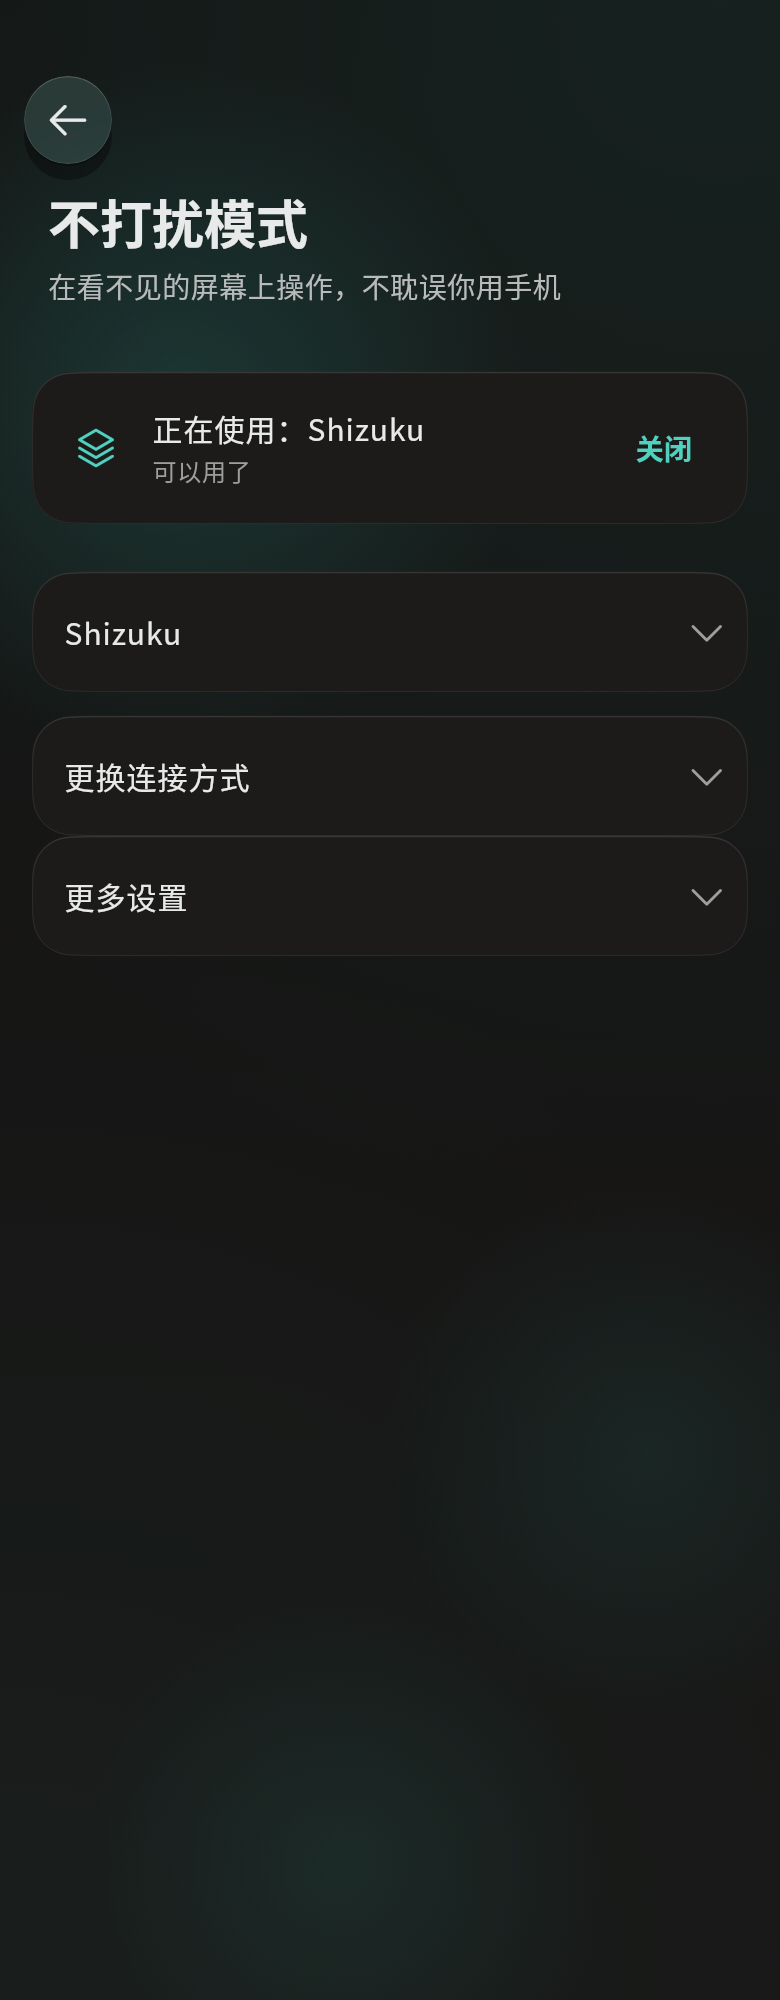 不打扰模式
在看不见的屏幕上操作，不耽误你用手机
正在使用：Shizuku
可以用了
关闭
Shizuku
更换连接方式
更多设置